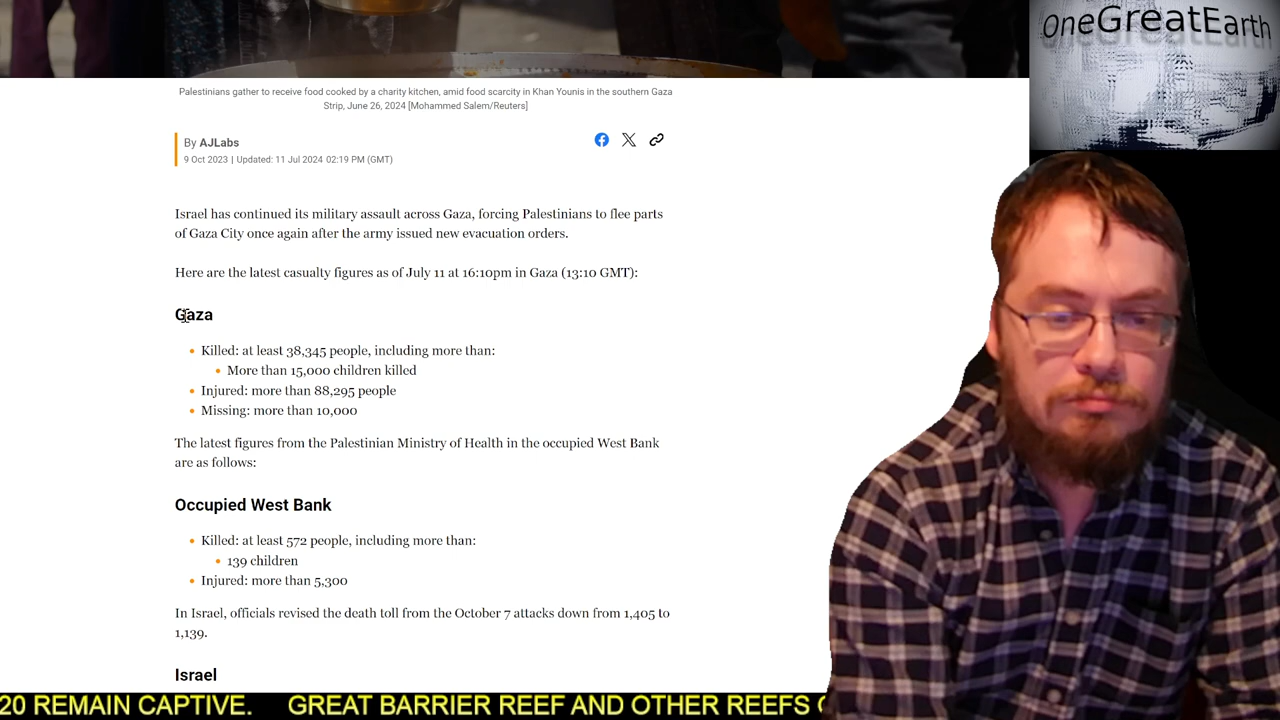 OneGreatEarth
Palestinians gather to receive food cooked by a charity kitchen, amid food scarcity in Khan Younis in the southern Gaza
Strip, June 26, 2024 [Mohammed Salem/Reuters]
By AJLabs
9 Oct 2023 | Updated: 11 Jul 2024 02:19 PM (GMT)
Israel has continued its military assault across Gaza, forcing Palestinians to flee parts
of Gaza City once again after the army issued new evacuation orders.
Here are the latest casualty figures as of July 11 at 16:10pm in Gaza (13:10 GMT):
Gaza
Killed: at least 38,345 people, including more than:
More than 15,000 children killed
Injured: more than 88,295 people
Missing: more than 10,000
The latest figures from the Palestinian Ministry of Health in the occupied West Bank
are as follows:
Occupied West Bank
Killed: at least 572 people, including more than:
139 children
Injured: more than 5,300
In Israel, officials revised the death toll from the October 7 attacks down from 1,405 to
1,139.
Israel
20 REMAIN CAPTIVE. GREAT BARRIER REEF AND OTHER REEFS